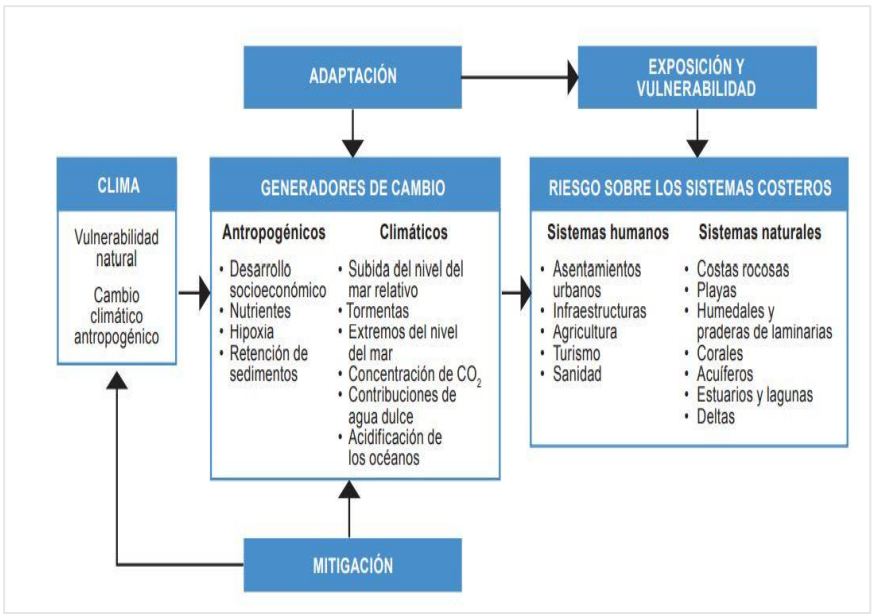 ADAPTACIÓN
EXPOSICIÓN Y
VULNERABILIDAD
CLIMA
Vulnerabilidad
natural
Cambio
climático
antropogénico
GENERADORES DE CAMBIO
Antropogénicos
• Desarrollo
socioeconómico
• Nutrientes
• Hipoxia
• Retención de
sedimentos
Climáticos
• Subida del nivel del
mar relativo
• Tormentas
• Extremos del nivel
del mar
• Concentración de CO₂
• Contribuciones de
agua dulce
• Acidificación de
los océanos
RIESGO SOBRE LOS SISTEMAS COSTEROS
Sistemas humanos
• Asentamientos
urbanos
• Infraestructuras
• Agricultura
• Turismo
• Sanidad
Sistemas naturales
• Costas rocosas
• Playas
• Humedales y
praderas de laminarias
• Corales
• Acuíferos
• Estuarios y lagunas
• Deltas
MITIGACIÓN